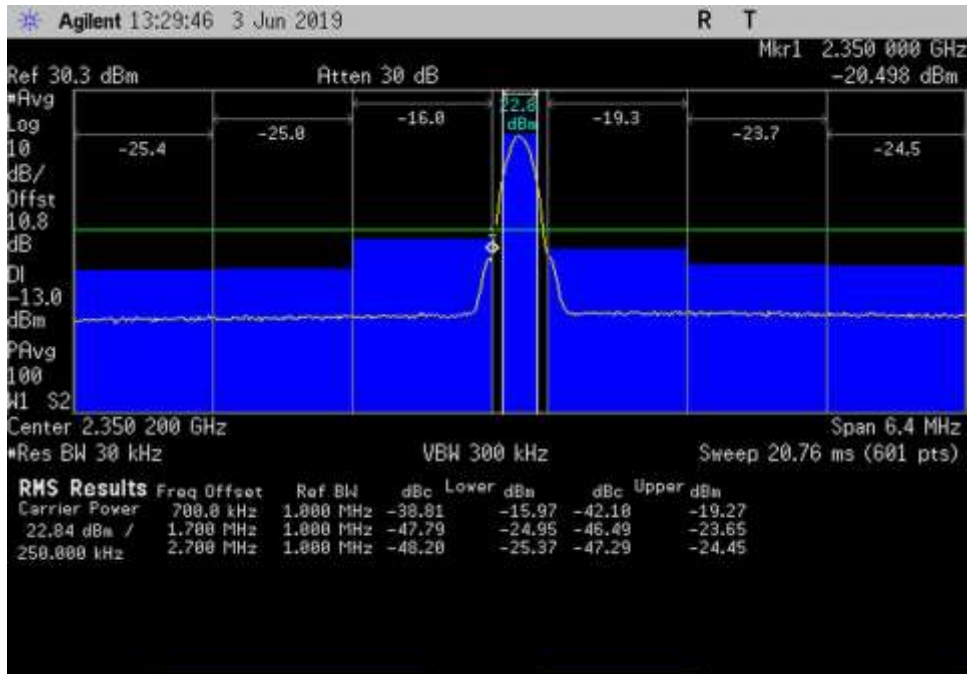 Agilent 13:29:46 3 Jun 2019 R T
Mkr1 2.350 000 GHz
Ref 30.3 dBm Atten 30 dB -20.498 dBm
#Avg
Log
10
dB/
Offst
10.8
dB
DI
-13.0
dBm
PAvg
100
W1 S2
-25.4 -25.0 -16.0 22.8 dBm -19.3 -23.7 -24.5
Center 2.350 200 GHz Span 6.4 MHz
#Res BW 30 kHz VBW 300 kHz Sweep 20.76 ms (601 pts)
RMS Results Freq Offset Ref BW dBc Lower dBm dBc Upper dBm
Carrier Power 700.0 kHz 1.000 MHz -38.81 -15.97 -42.10 -19.27
22.84 dBm / 1.700 MHz 1.000 MHz -47.79 -24.95 -46.49 -23.65
250.000 kHz 2.700 MHz 1.000 MHz -48.20 -25.37 -47.29 -24.45